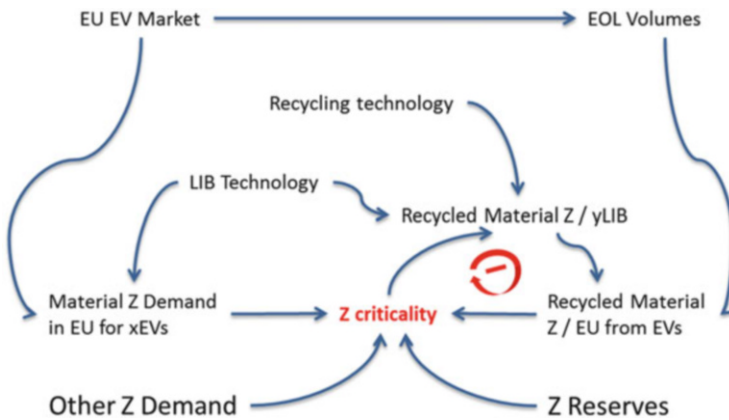 EU EV Market
EOL Volumes
Recycling technology
LIB Technology
Recycled Material Z / yLIB
Material Z Demand
in EU for xEVs
Z criticality
Recycled Material
Z / EU from EVs
Other Z Demand
Z Reserves